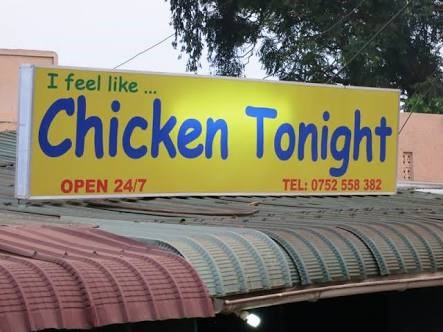 I feel like ...
Chicken Tonight
OPEN 24/7 TEL: 0752 558 382